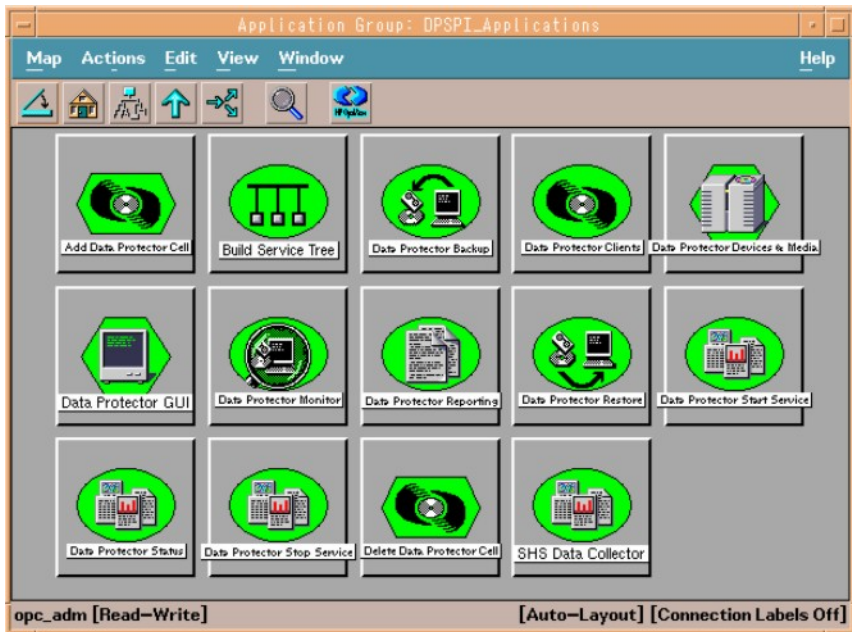 Application Group: DPSPI_Applications
Map Actions Edit View Window Help
HP OpenView
Add Data Protector Cell
Build Service Tree
Data Protector Backup
Data Protector Clients
Data Protector Devices & Media
Data Protector GUI
Data Protector Monitor
Data Protector Reporting
Data Protector Restore
Data Protector Start Service
Data Protector Status
Data Protector Stop Service
Delete Data Protector Cell
SHS Data Collector
opc_adm [Read-Write] [Auto-Layout] [Connection Labels Off]